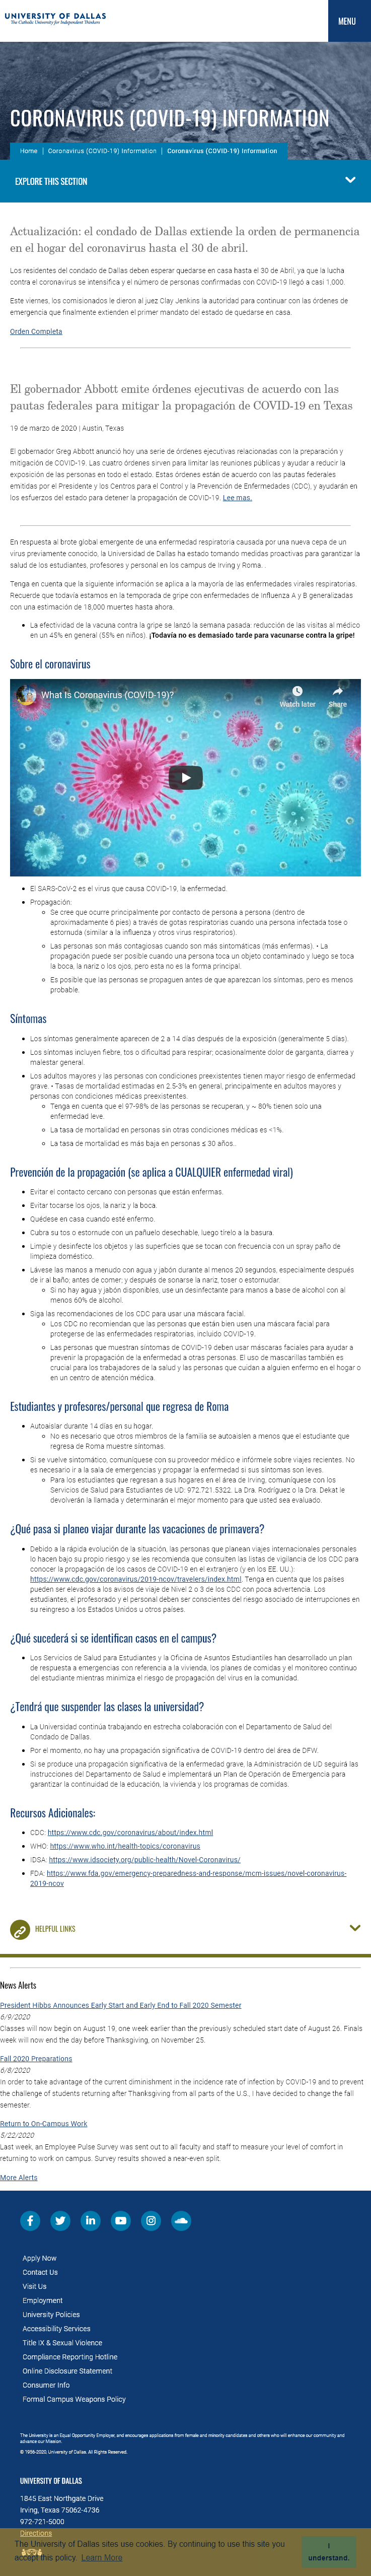 UNIVERSITY OF DALLAS
The Catholic University for Independent Thinkers
MENU
CORONAVIRUS (COVID-19) INFORMATION
Home | Coronavirus (COVID-19) Information | Coronavirus (COVID-19) Information
EXPLORE THIS SECTION
Actualización: el condado de Dallas extiende la orden de permanencia
en el hogar del coronavirus hasta el 30 de abril.
Los residentes del condado de Dallas deben esperar quedarse en casa hasta el 30 de Abril, ya que la lucha
contra el coronavirus se intensifica y el número de personas confirmadas con COVID-19 llegó a casi 1,000.
Este viernes, los comisionados le dieron al juez Clay Jenkins la autoridad para continuar con las órdenes de
emergencia que finalmente extienden el primer mandato del estado de quedarse en casa.
Orden Completa
El gobernador Abbott emite órdenes ejecutivas de acuerdo con las
pautas federales para mitigar la propagación de COVID-19 en Texas
19 de marzo de 2020 | Austin, Texas
El gobernador Greg Abbott anunció hoy una serie de órdenes ejecutivas relacionadas con la preparación y
mitigación de COVID-19. Las cuatro órdenes sirven para limitar las reuniones públicas y ayudar a reducir la
exposición de las personas en todo el estado. Estas órdenes están de acuerdo con las pautas federales
emitidas por el Presidente y los Centros para el Control y la Prevención de Enfermedades (CDC), y ayudarán en
los esfuerzos del estado para detener la propagación de COVID-19. Lee mas.
En respuesta al brote global emergente de una enfermedad respiratoria causada por una nueva cepa de un
virus previamente conocido, la Universidad de Dallas ha estado tomando medidas proactivas para garantizar la
salud de los estudiantes, profesores y personal en los campus de Irving y Roma...
Tenga en cuenta que la siguiente información se aplica a la mayoría de las enfermedades virales respiratorias.
Recuerde que todavía estamos en la temporada de gripe con enfermedades de Influenza A y B generalizadas
con una estimación de 18,000 muertes hasta ahora.
• La efectividad de la vacuna contra la gripe se lanzó la semana pasada: reducción de las visitas al médico
en un 45% en general (55% en niños). ¡Todavía no es demasiado tarde para vacunarse contra la gripe!
Sobre el coronavirus
What Is Coronavirus (COVID-19)?
Watch later
Share
• El SARS-CoV-2 es el virus que causa COVID-19, la enfermedad.
• Propagación:
Se cree que ocurre principalmente por contacto de persona a persona (dentro de
aproximadamente 6 pies) a través de gotas respiratorias cuando una persona infectada tose o
estornuda (similar a la influenza y otros virus respiratorios).
Las personas son más contagiosas cuando son más sintomáticas (más enfermas). • La
propagación puede ser posible cuando una persona toca un objeto contaminado y luego se toca
la boca, la nariz o los ojos, pero esta no es la forma principal.
Es posible que las personas se propaguen antes de que aparezcan los síntomas, pero es menos
probable.
Síntomas
• Los síntomas generalmente aparecen de 2 a 14 días después de la exposición (generalmente 5 días).
• Los síntomas incluyen fiebre, tos o dificultad para respirar; ocasionalmente dolor de garganta, diarrea y
malestar general.
• Los adultos mayores y las personas con condiciones preexistentes tienen mayor riesgo de enfermedad
grave. • Tasas de mortalidad estimadas en 2.5-3% en general, principalmente en adultos mayores y
personas con condiciones médicas preexistentes.
Tenga en cuenta que el 97-98% de las personas se recuperan, y ~ 80% tienen solo una
enfermedad leve.
La tasa de mortalidad en personas sin otras condiciones médicas es <1%.
La tasa de mortalidad es más baja en personas ≤ 30 años..
Prevención de la propagación (se aplica a CUALQUIER enfermedad viral)
• Evitar el contacto cercano con personas que están enfermas.
• Evitar tocarse los ojos, la nariz y la boca.
• Quédese en casa cuando esté enfermo.
• Cubra su tos o estornude con un pañuelo desechable, luego tírelo a la basura.
• Limpie y desinfecte los objetos y las superficies que se tocan con frecuencia con un spray paño de
limpieza doméstico..
• Lávese las manos a menudo con agua y jabón durante al menos 20 segundos, especialmente después
de ir al baño, antes de comer; y después de sonarse la nariz, toser o estornudar.
Si no hay agua y jabón disponibles, use un desinfectante para manos a base de alcohol con al
menos 60% de alcohol.
• Siga las recomendaciones de los CDC para usar una máscara facial.
Los CDC no recomiendan que las personas que están bien usen una máscara facial para
protegerse de las enfermedades respiratorias, incluido COVID-19.
Las personas que muestran síntomas de COVID-19 deben usar máscaras faciales para ayudar a
prevenir la propagación de la enfermedad a otras personas. El uso de mascarillas también es
crucial para los trabajadores de la salud y las personas que cuidan a alguien enfermo en el hogar o
en un centro de atención médica.
Estudiantes y profesores/personal que regresa de Roma
• Autoaislar durante 14 días en su hogar.
No es necesario que otros miembros de la familia se autoaíslen a menos que el estudiante que
regresa de Roma muestre síntomas.
• Si se vuelve sintomático, comuníquese con su proveedor médico e infórmele sobre viajes recientes. No
es necesario ir a la sala de emergencias y propagar la enfermedad si sus síntomas son leves.
Para los estudiantes que regresan a sus hogares en el área de Irving, comuníquese con los
Servicios de Salud para Estudiantes de UD: 972.721.5322. La Dra. Rodríguez o la Dra. Dekat le
devolverán la llamada y determinarán el mejor momento para que usted sea evaluado.
¿Qué pasa si planeo viajar durante las vacaciones de primavera?
• Debido a la rápida evolución de la situación, las personas que planean viajes internacionales personales
lo hacen bajo su propio riesgo y se les recomienda que consulten las listas de vigilancia de los CDC para
conocer la propagación de los casos de COVID-19 en el extranjero (y en los EE. UU.):
https://www.cdc.gov/coronavirus/2019-ncov/travelers/index.html. Tenga en cuenta que los países
pueden ser elevados a los avisos de viaje de Nivel 2 o 3 de los CDC con poca advertencia. Los
estudiantes, el profesorado y el personal deben ser conscientes del riesgo asociado de interrupciones en
su reingreso a los Estados Unidos u otros países.
¿Qué sucederá si se identifican casos en el campus?
• Los Servicios de Salud para Estudiantes y la Oficina de Asuntos Estudiantiles han desarrollado un plan
de respuesta a emergencias con referencia a la vivienda, los planes de comidas y el monitoreo continuo
del estudiante mientras minimiza el riesgo de propagación del virus en la comunidad.
¿Tendrá que suspender las clases la universidad?
• La Universidad continúa trabajando en estrecha colaboración con el Departamento de Salud del
Condado de Dallas.
• Por el momento, no hay una propagación significativa de COVID-19 dentro del área de DFW.
• Si se produce una propagación significativa de la enfermedad grave, la Administración de UD seguirá las
instrucciones del Departamento de Salud e implementará un Plan de Operación de Emergencia para
garantizar la continuidad de la educación, la vivienda y los programas de comidas.
Recursos Adicionales:
• CDC: https://www.cdc.gov/coronavirus/about/index.html
• WHO: https://www.who.int/health-topics/coronavirus
• IDSA: https://www.idsociety.org/public-health/Novel-Coronavirus/
• FDA: https://www.fda.gov/emergency-preparedness-and-response/mcm-issues/novel-coronavirus-
2019-ncov
HELPFUL LINKS
News Alerts
President Hibbs Announces Early Start and Early End to Fall 2020 Semester
6/9/2020
Classes will now begin on August 19, one week earlier than the previously scheduled start date of August 26. Finals
week will now end the day before Thanksgiving, on November 25.
Fall 2020 Preparations
6/8/2020
In order to take advantage of the current diminishment in the incidence rate of infection by COVID-19 and to prevent
the challenge of students returning after Thanksgiving from all parts of the U.S., I have decided to change the fall
semester.
Return to On-Campus Work
5/22/2020
Last week, an Employee Pulse Survey was sent out to all faculty and staff to measure your level of comfort in
returning to work on campus. Survey results showed a near-even split.
More Alerts
Apply Now
Contact Us
Visit Us
Employment
University Policies
Accessibility Services
Title IX & Sexual Violence
Compliance Reporting Hotline
Online Disclosure Statement
Consumer Info
Formal Campus Weapons Policy
The University is an Equal Opportunity Employer, and encourages applications from female and minority candidates and others who will enhance our community and
advance our Mission.
© 1956-2020, University of Dallas. All Rights Reserved.
UNIVERSITY OF DALLAS
1845 East Northgate Drive
Irving, Texas 75062-4736
972-721-5000
Directions
The University of Dallas sites use cookies. By continuing to use this site you
accept this policy. Learn More
I
understand.